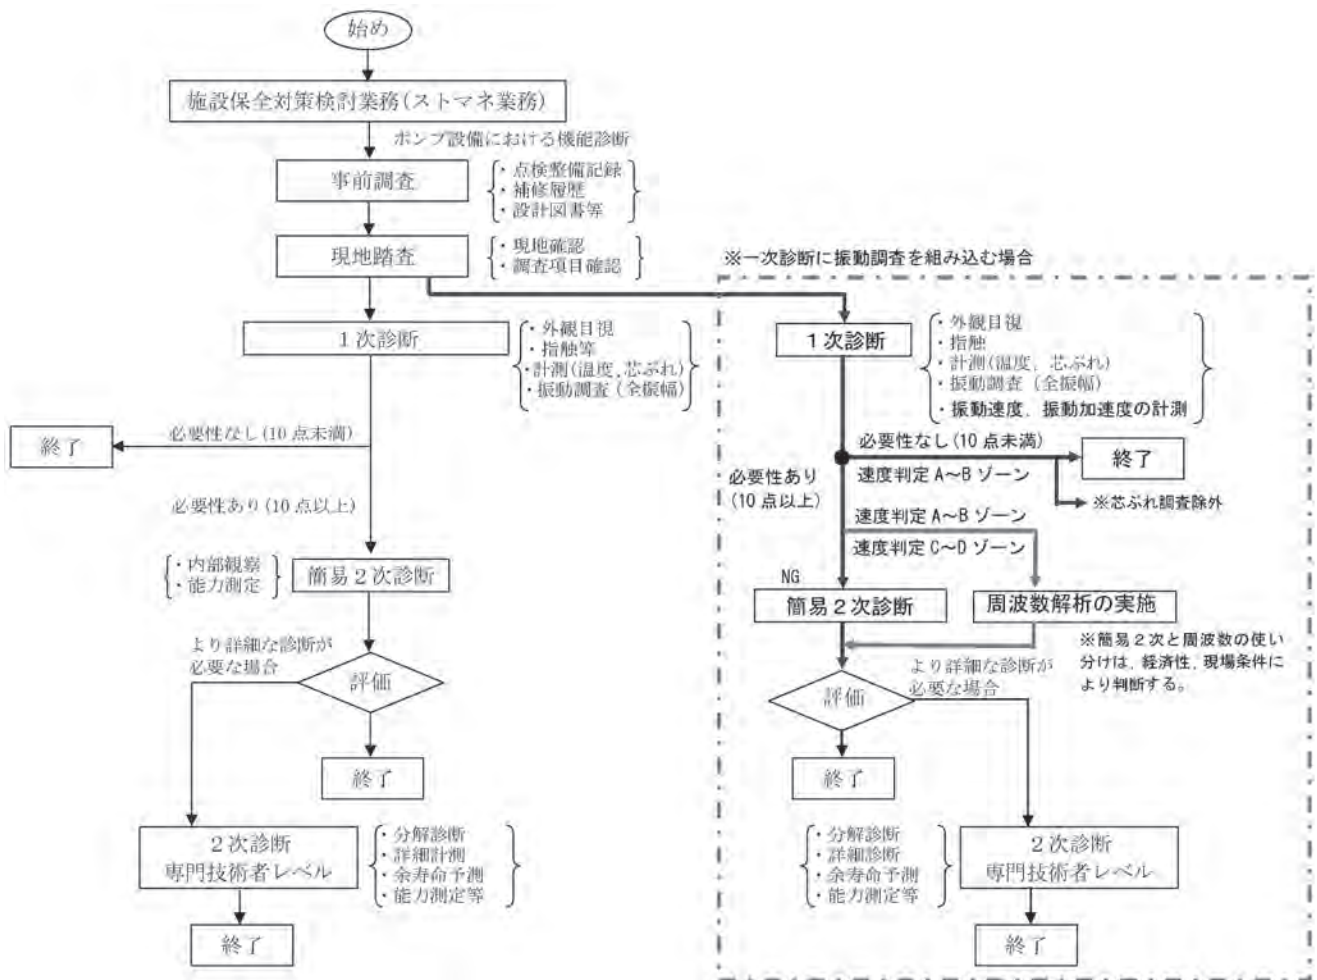 始め
施設保全対策検討業務(ストマネ業務)
ポンプ設備における機能診断
事前調査
・点検整備記録
・補修履歴
・設計図書等
現地踏査
・現地確認
・調査項目確認
1次診断
・外観目視
・指触等
・計測(温度、芯ぶれ)
・振動調査(全振幅)
必要性なし(10点未満)
終了
必要性あり(10点以上)
・内部観察
・能力測定
簡易2次診断
より詳細な診断が
必要な場合
評価
終了
2次診断
専門技術者レベル
・分解診断
・詳細計測
・余寿命予測
・能力測定等
終了
※一次診断に振動調査を組み込む場合
1次診断
・外観目視
・指触
・計測(温度、芯ぶれ)
・振動調査(全振幅)
・振動速度、振動加速度の計測
必要性なし(10点未満)
速度判定A～Bゾーン
終了
※芯ぶれ調査除外
必要性あり
(10点以上)
速度判定A～Bゾーン
速度判定C～Dゾーン
NG
簡易2次診断
周波数解析の実施
※簡易2次と周波数の使い
分けは、経済性、現場条件に
より判断する。
より詳細な診断が
必要な場合
評価
終了
・分解診断
・詳細診断
・余寿命予測
・能力測定等
2次診断
専門技術者レベル
終了